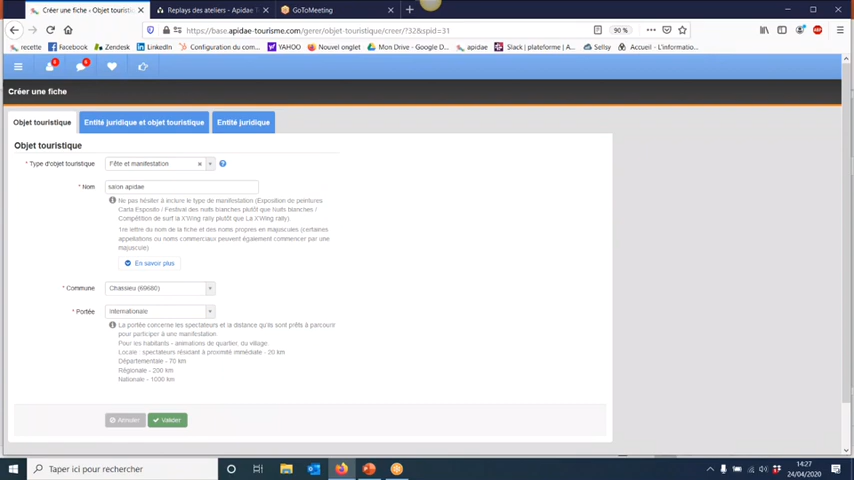 Créer une fiche › Objet touristi
Replays des ateliers - Apidae T
GoToMeeting
https://base.apidae-tourisme.com/gerer/objet-touristique/creer/?32&spid=31
90 %
recette
Facebook
Zendesk
LinkedIn
Configuration du com...
YAHOO
Nouvel onglet
Mon Drive - Google D...
apidae
Slack | plateforme | A...
Sellsy
Accueil - L'informatio...
Créer une fiche
Objet touristique
Entité juridique et objet touristique
Entité juridique
Objet touristique
* Type d'objet touristique
Fête et manifestation
* Nom
salon apidae
Ne pas hésiter à inclure le type de manifestation (Exposition de peintures
Carla Esposito / Festival des nuits blanches plutôt que Nuits blanches /
Compétition de surf la X'Wing rally plutôt que La X'Wing rally).
1re lettre du nom de la fiche et des noms propres en majuscules (certaines
appellations ou noms commerciaux peuvent également commencer par une
majuscule)
En savoir plus
* Commune
Chassieu (69680)
* Portée
Internationale
La portée concerne les spectateurs et la distance qu'ils sont prêts à parcourir
pour participer à une manifestation.
Pour les habitants - animations de quartier, du village.
Locale : spectateurs résidant à proximité immédiate - 20 km
Départementale - 70 km
Régionale - 200 km
Nationale - 1000 km
Annuler
Valider
Taper ici pour rechercher
14:27
24/04/2020